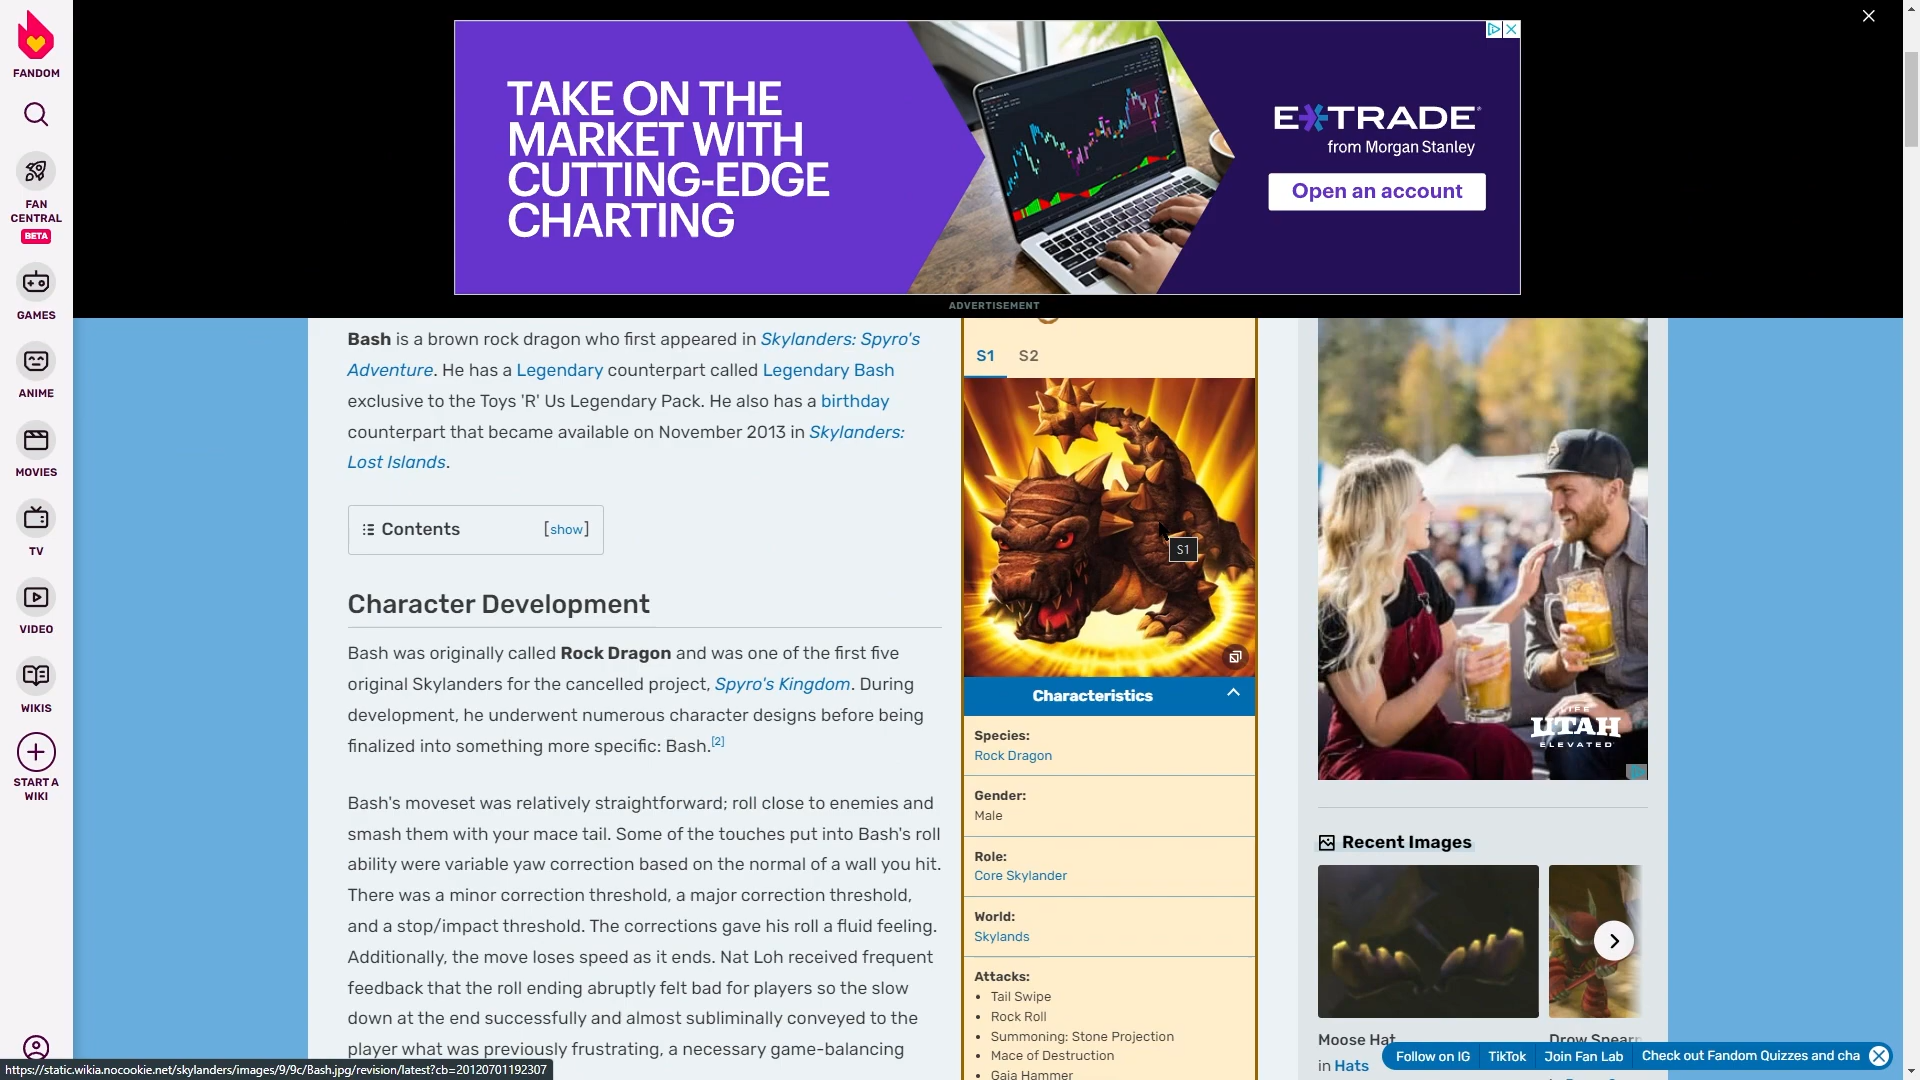 FANDOM
FAN
CENTRAL
BETA
GAMES
ANIME
MOVIES
TV
VIDEO
WIKIS
START A
WIKI
TAKE ON THE
MARKET WITH
CUTTING-EDGE
CHARTING
E*TRADE
from Morgan Stanley
Open an account
ADVERTISEMENT
Bash is a brown rock dragon who first appeared in Skylanders: Spyro's
Adventure. He has a Legendary counterpart called Legendary Bash
exclusive to the Toys 'R' Us Legendary Pack. He also has a birthday
counterpart that became available on November 2013 in Skylanders:
Lost Islands.
Contents [show]
Character Development
Bash was originally called Rock Dragon and was one of the first five
original Skylanders for the cancelled project, Spyro's Kingdom. During
development, he underwent numerous character designs before being
finalized into something more specific: Bash.[2]
Bash's moveset was relatively straightforward; roll close to enemies and
smash them with your mace tail. Some of the touches put into Bash's roll
ability were variable yaw correction based on the normal of a wall you hit.
There was a minor correction threshold, a major correction threshold,
and a stop/impact threshold. The corrections gave his roll a fluid feeling.
Additionally, the move loses speed as it ends. Nat Loh received frequent
feedback that the roll ending abruptly felt bad for players so the slow
down at the end successfully and almost subliminally conveyed to the
player what was previously frustrating, a necessary game-balancing
S1 S2
S1
Characteristics
Species:
Rock Dragon
Gender:
Male
Role:
Core Skylander
World:
Skylands
Attacks:
• Tail Swipe
• Rock Roll
• Summoning: Stone Projection
• Mace of Destruction
• Gaia Hammer
LIFE
UTAH
ELEVATED
Recent Images
Moose Hat
in Hats
Drow Spear
Follow on IG TikTok Join Fan Lab Check out Fandom Quizzes and cha
https://static.wikia.nocookie.net/skylanders/images/9/9c/Bash.jpg/revision/latest?cb=20120701192307